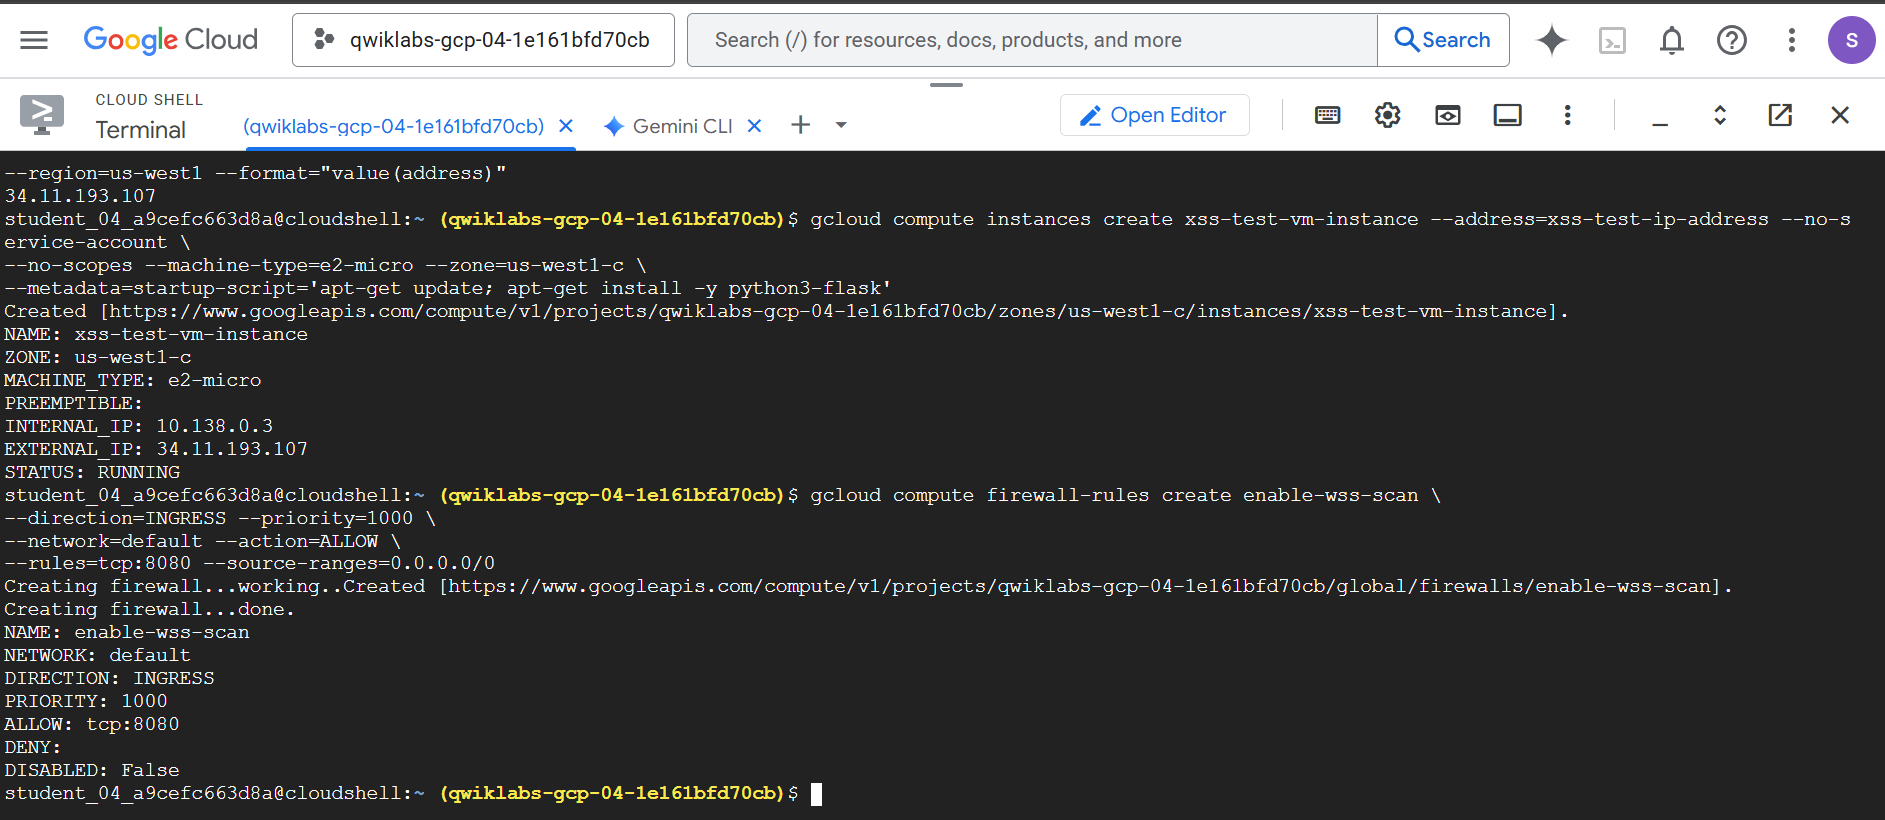 Google Cloud
qwiklabs-gcp-04-1e161bfd70cb
Search (/) for resources, docs, products, and more
Search
S
CLOUD SHELL
Terminal
(qwiklabs-gcp-04-1e161bfd70cb)
Gemini CLI
Open Editor
--region=us-west1 --format="value(address)"
34.11.193.107
student_04_a9cefc663d8a@cloudshell:~ (qwiklabs-gcp-04-1e161bfd70cb)$ gcloud compute instances create xss-test-vm-instance --address=xss-test-ip-address --no-s
ervice-account \
--no-scopes --machine-type=e2-micro --zone=us-west1-c \
--metadata=startup-script='apt-get update; apt-get install -y python3-flask'
Created [https://www.googleapis.com/compute/v1/projects/qwiklabs-gcp-04-1e161bfd70cb/zones/us-west1-c/instances/xss-test-vm-instance].
NAME: xss-test-vm-instance
ZONE: us-west1-c
MACHINE_TYPE: e2-micro
PREEMPTIBLE:
INTERNAL_IP: 10.138.0.3
EXTERNAL_IP: 34.11.193.107
STATUS: RUNNING
student_04_a9cefc663d8a@cloudshell:~ (qwiklabs-gcp-04-1e161bfd70cb)$ gcloud compute firewall-rules create enable-wss-scan \
--direction=INGRESS --priority=1000 \
--network=default --action=ALLOW \
--rules=tcp:8080 --source-ranges=0.0.0.0/0
Creating firewall...working..Created [https://www.googleapis.com/compute/v1/projects/qwiklabs-gcp-04-1e161bfd70cb/global/firewalls/enable-wss-scan].
Creating firewall...done.
NAME: enable-wss-scan
NETWORK: default
DIRECTION: INGRESS
PRIORITY: 1000
ALLOW: tcp:8080
DENY:
DISABLED: False
student_04_a9cefc663d8a@cloudshell:~ (qwiklabs-gcp-04-1e161bfd70cb)$